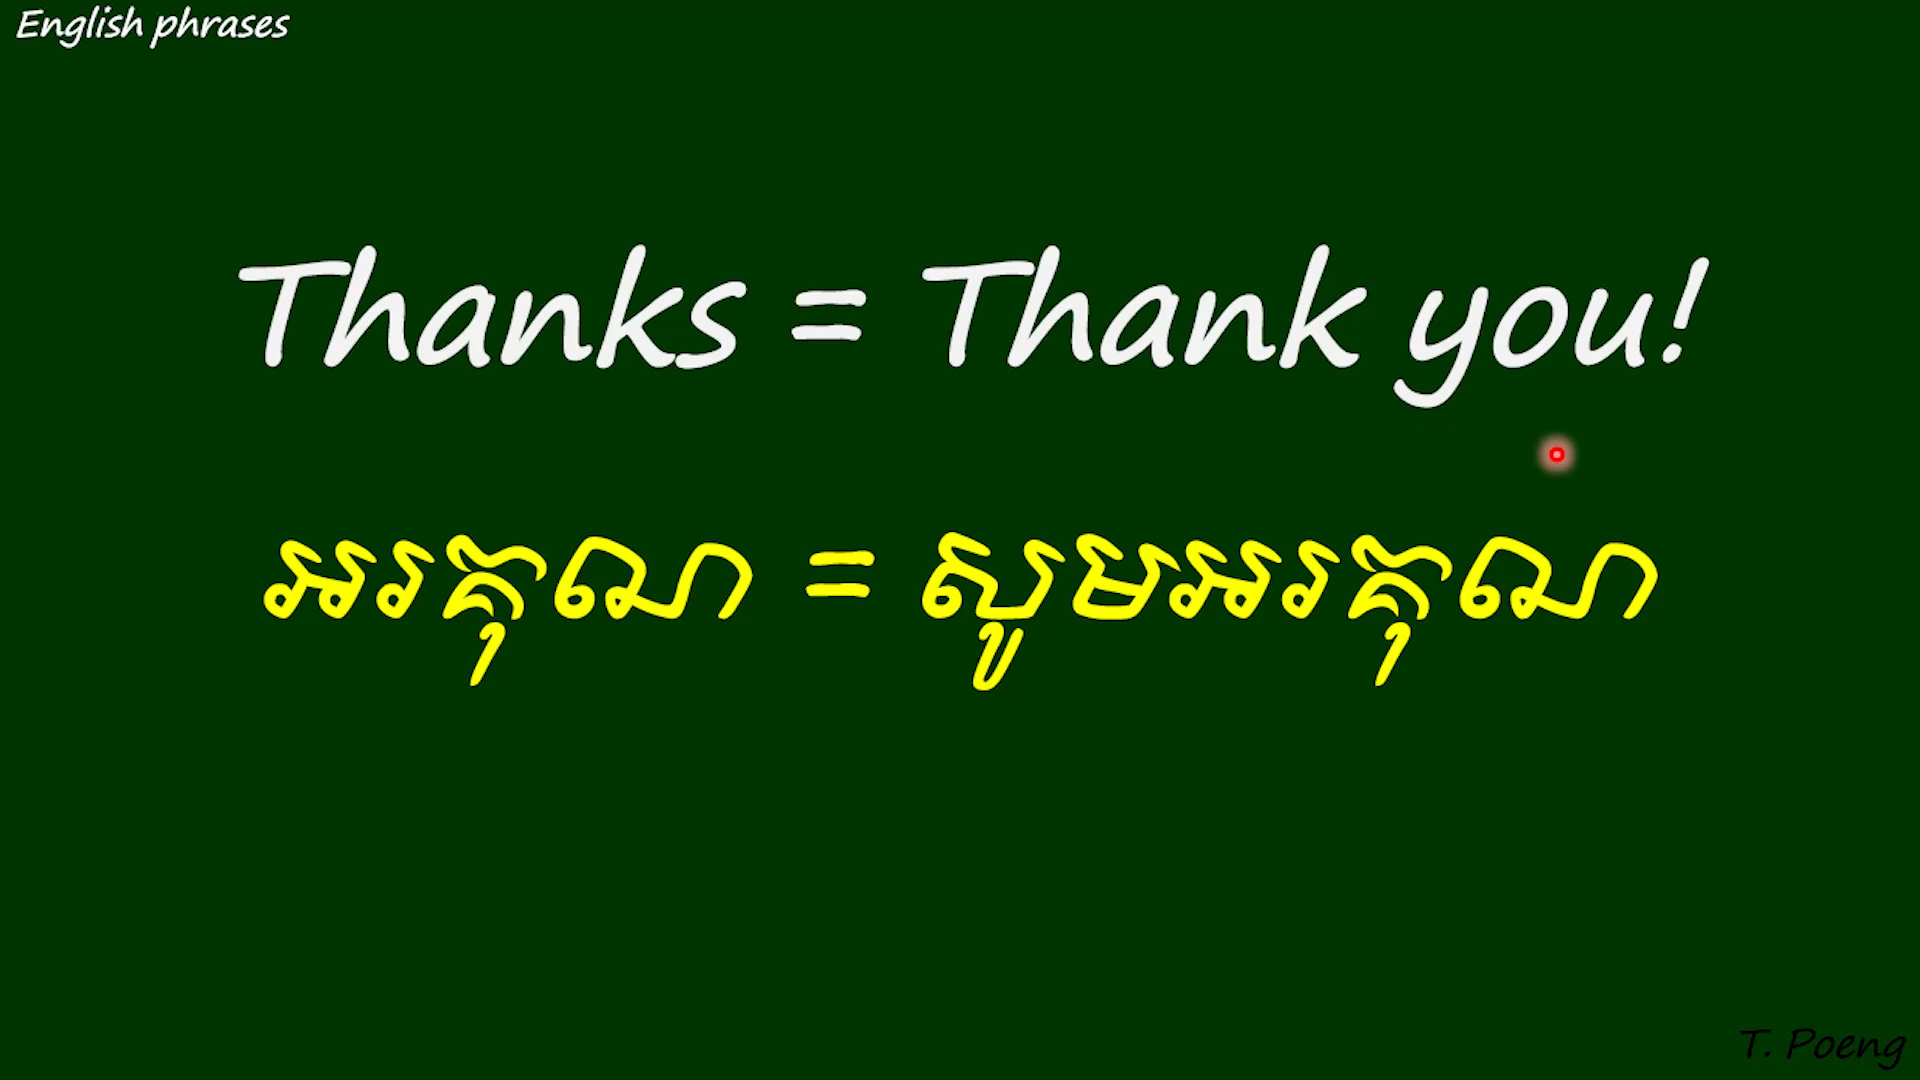 English phrases
Thanks = Thank you!
អរគុណ = សូមអរគុណ
T. Poeng